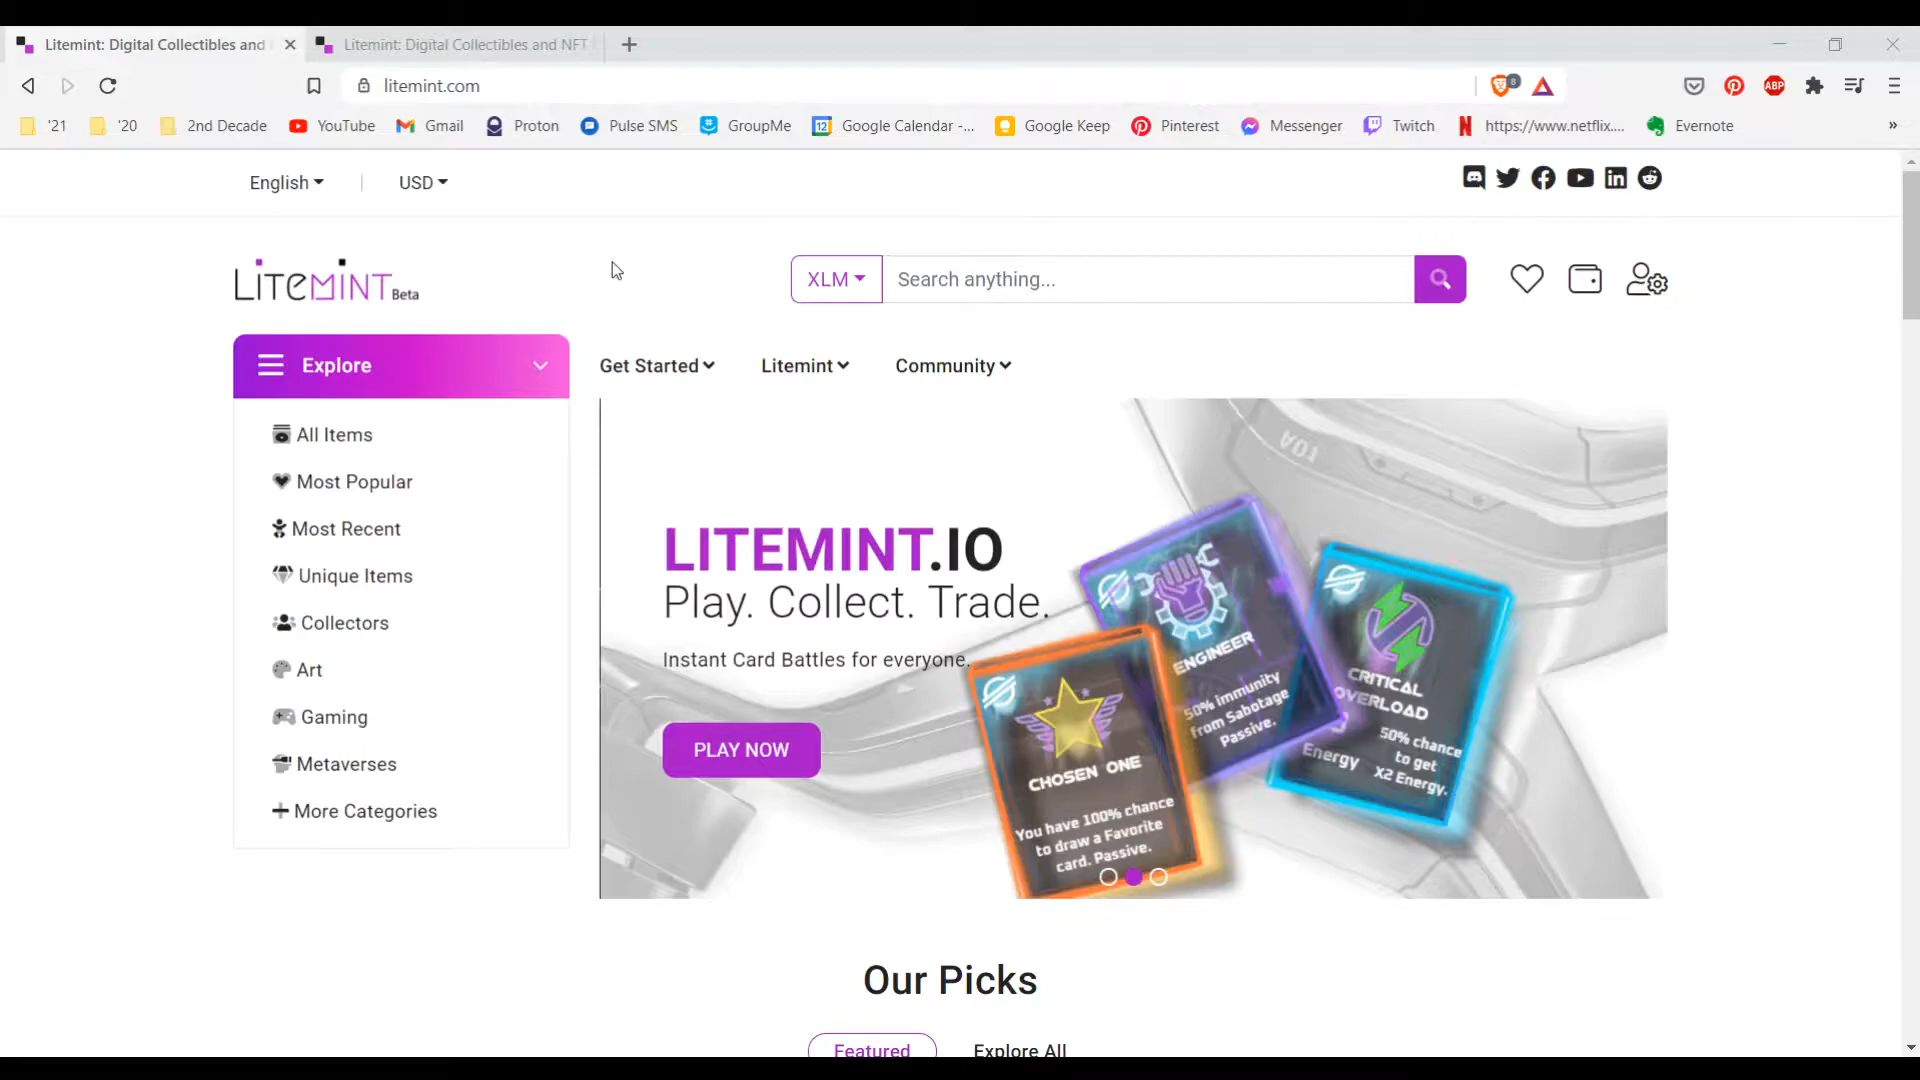 Litemint: Digital Collectibles and
Litemint: Digital Collectibles and NFT
litemint.com
8
ABP
'21
'20
2nd Decade
YouTube
Gmail
Proton
Pulse SMS
GroupMe
12
Google Calendar -...
Google Keep
Pinterest
Messenger
Twitch
https://www.netflix....
Evernote
»
English
USD
LITEMINT Beta
XLM
Search anything...
Explore
Get Started
Litemint
Community
All Items
Most Popular
Most Recent
Unique Items
Collectors
Art
Gaming
Metaverses
More Categories
LITEMINT.IO
Play. Collect. Trade.
Instant Card Battles for everyone.
PLAY NOW
A01
ENGINEER
50% immunity
from Sabotage
Passive.
CRITICAL
OVERLOAD
Energy
50% chance
to get
X2 Energy.
CHOSEN ONE
You have 100% chance
to draw a Favorite
card. Passive.
Our Picks
Featured
Explore All